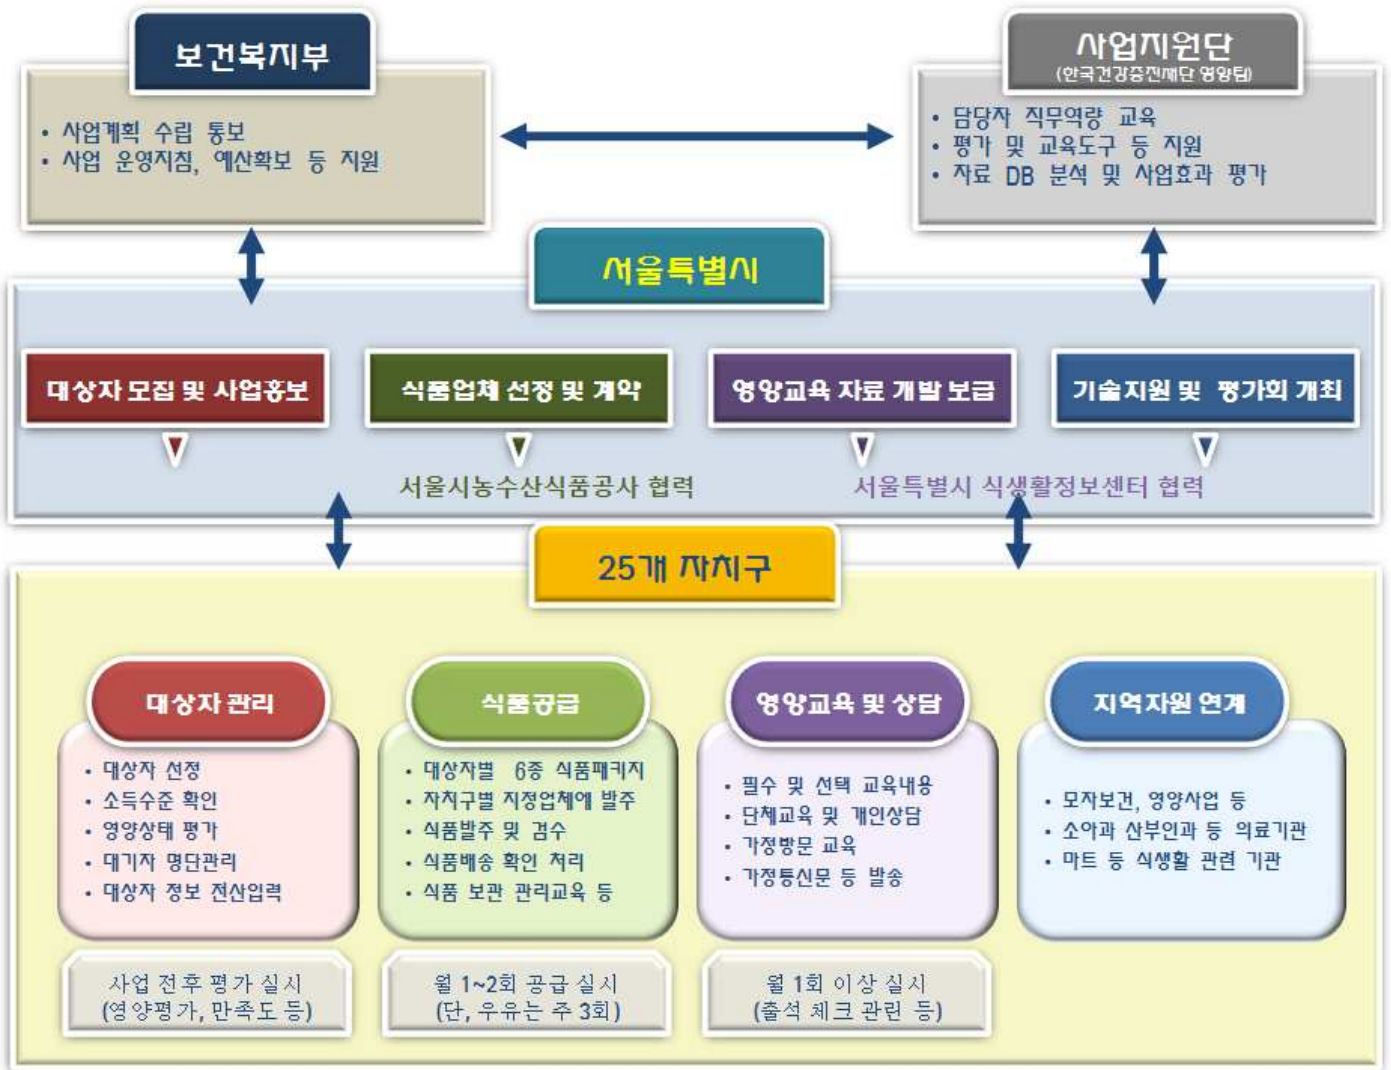 보건복지부
• 사업계획 수립 통보
• 사업 운영지침, 예산확보 등 지원
사업지원단
(한국건강증진재단 영양팀)
• 담당자 직무역량 교육
• 평가 및 교육도구 등 지원
• 자료 DB 분석 및 사업효과 평가
서울특별시
대상자 모집 및 사업홍보
식품업체 선정 및 계약
영양교육 자료 개발 보급
기술지원 및 평가회 개최
서울시농수산식품공사 협력
서울특별시 식생활정보센터 협력
25개 자치구
대상자 관리
• 대상자 선정
• 소득수준 확인
• 영양상태 평가
• 대기자 명단관리
• 대상자 정보 전산입력
사업 전후 평가 실시
(영양평가, 만족도 등)
식품공급
• 대상자별 6종 식품패키지
• 자치구별 지정업체에 발주
• 식품발주 및 검수
• 식품배송 확인 처리
• 식품 보관 관리교육 등
월 1~2회 공급 실시
(단, 우유는 주 3회)
영양교육 및 상담
• 필수 및 선택 교육내용
• 단체교육 및 개인상담
• 가정방문 교육
• 가정통신문 등 발송
월 1회 이상 실시
(출석 체크 관련 등)
지역자원 연계
• 모자보건, 영양사업 등
• 소아과 산부인과 등 의료기관
• 마트 등 식생활 관련 기관